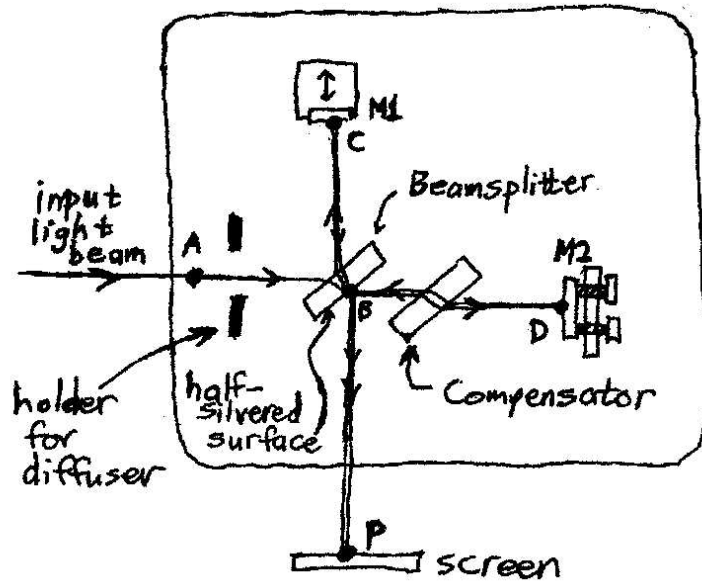 M1
C
Beamsplitter
input
light
beam
A
M2
B
D
holder
for
diffuser
half-
silvered
surface
Compensator
P
screen